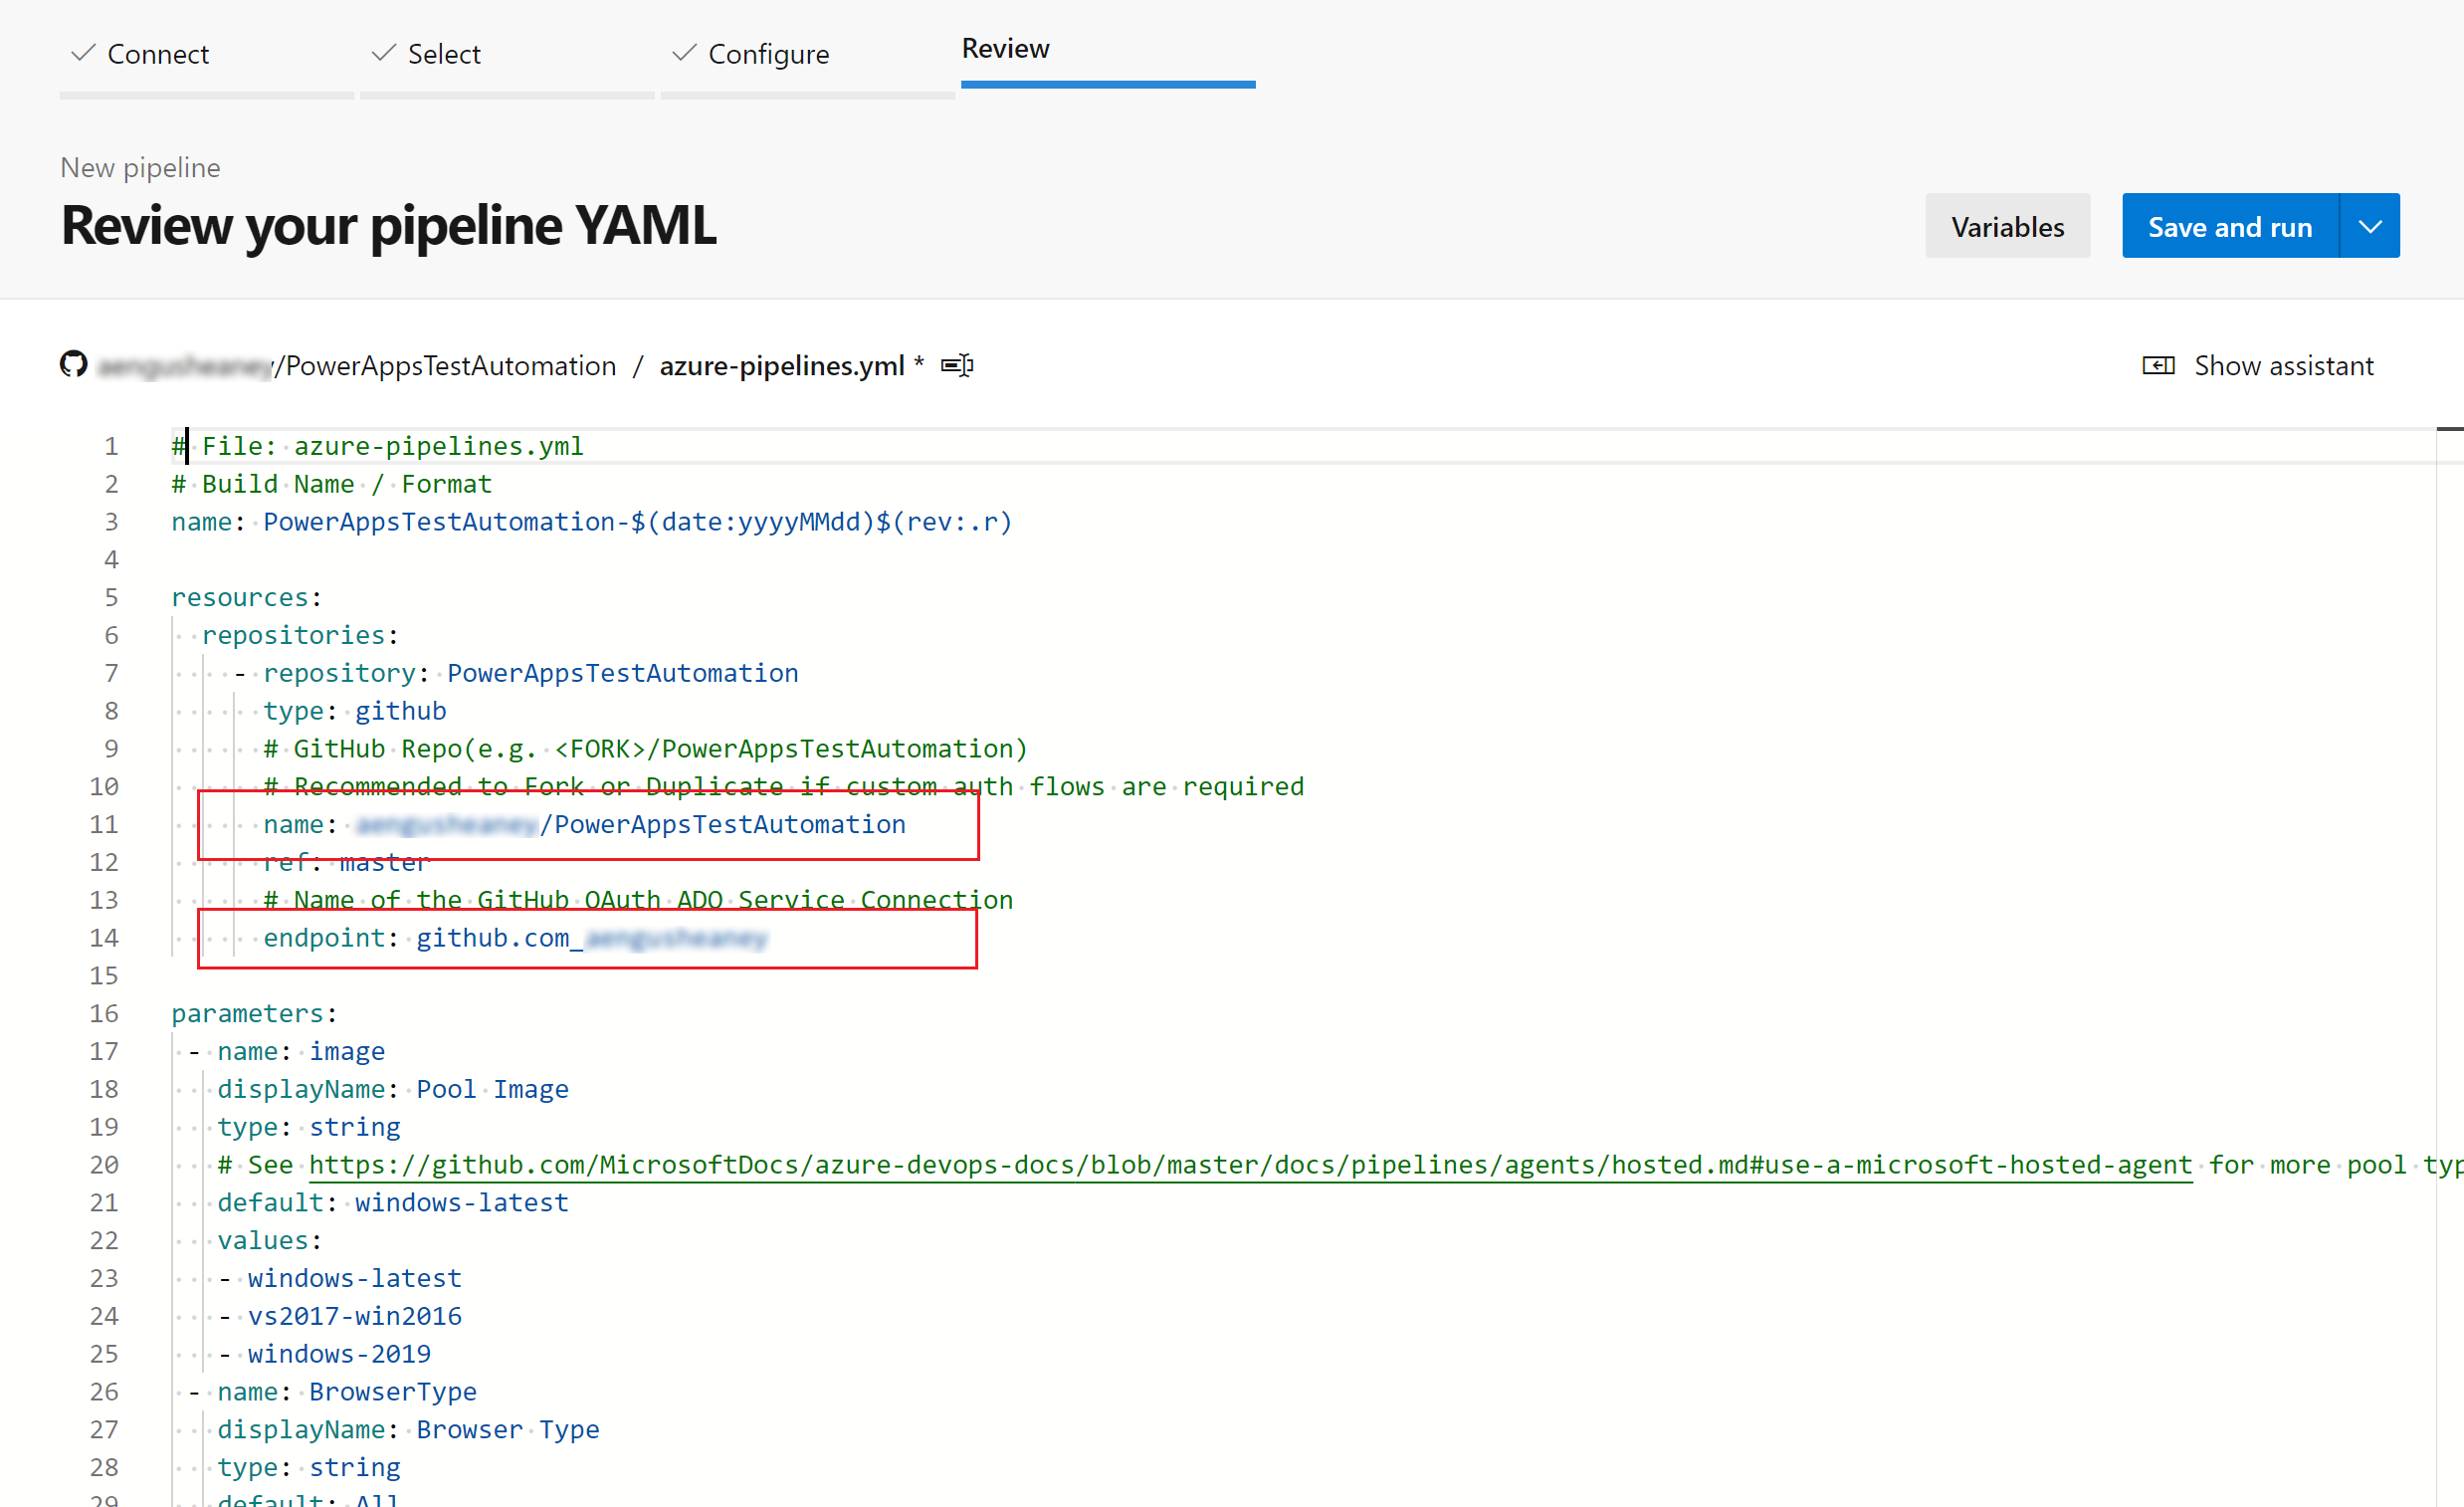 Connect Select Configure Review
New pipeline
Review your pipeline YAML
Variables Save and run
/PowerAppsTestAutomation / azure-pipelines.yml * Show assistant
1 # File: azure-pipelines.yml
2 # Build Name / Format
3 name: PowerAppsTestAutomation-$(date:yyyyMMdd)$(rev:.r)
4
5 resources:
6 repositories:
7 - repository: PowerAppsTestAutomation
8 type: github
9 # GitHub Repo(e.g. <FORK>/PowerAppsTestAutomation)
10 # Recommended to Fork or Duplicate if custom auth flows are required
11 name: /PowerAppsTestAutomation
12 ref: master
13 # Name of the GitHub OAuth ADO Service Connection
14 endpoint: github.com_
15
16 parameters:
17 - name: image
18 displayName: Pool Image
19 type: string
20 # See https://github.com/MicrosoftDocs/azure-devops-docs/blob/master/docs/pipelines/agents/hosted.md#use-a-microsoft-hosted-agent for more pool typ
21 default: windows-latest
22 values:
23 - windows-latest
24 - vs2017-win2016
25 - windows-2019
26 - name: BrowserType
27 displayName: Browser Type
28 type: string
29 default: All